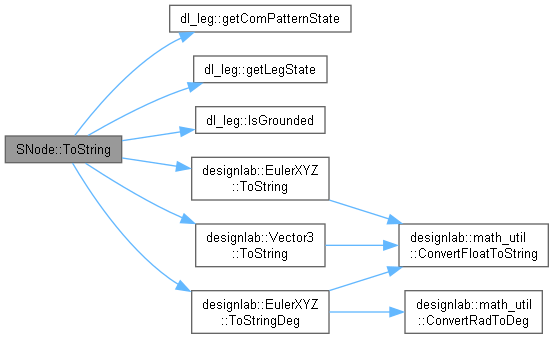 dl_leg::getComPatternState
dl_leg::getLegState
dl_leg::IsGrounded
SNode::ToString
designlab::EulerXYZ
::ToString
designlab::Vector3
::ToString
designlab::math_util
::ConvertFloatToString
designlab::EulerXYZ
::ToStringDeg
designlab::math_util
::ConvertRadToDeg